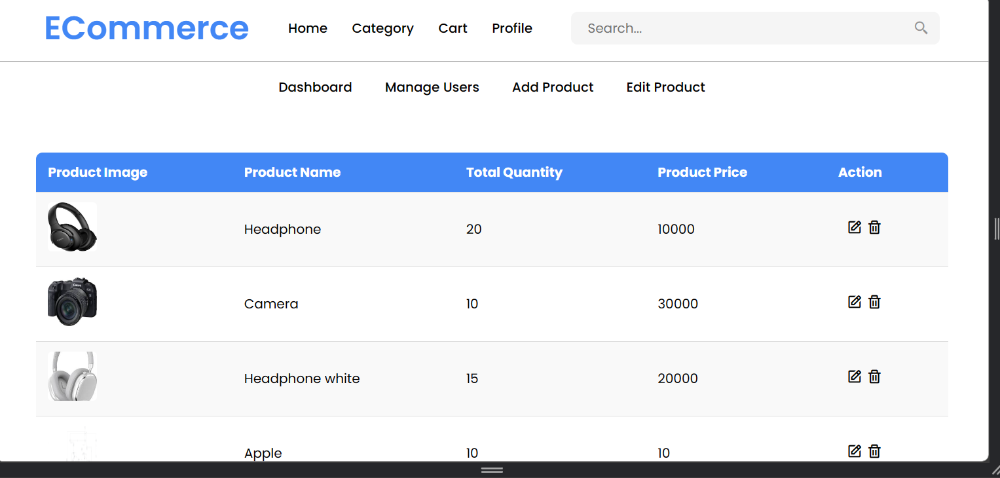 ECommerce Home Category Cart Profile Search...
Dashboard Manage Users Add Product Edit Product
Product Image Product Name Total Quantity Product Price Action
Headphone 20 10000
Canon
Camera 10 30000
Headphone white 15 20000
Apple 10 10